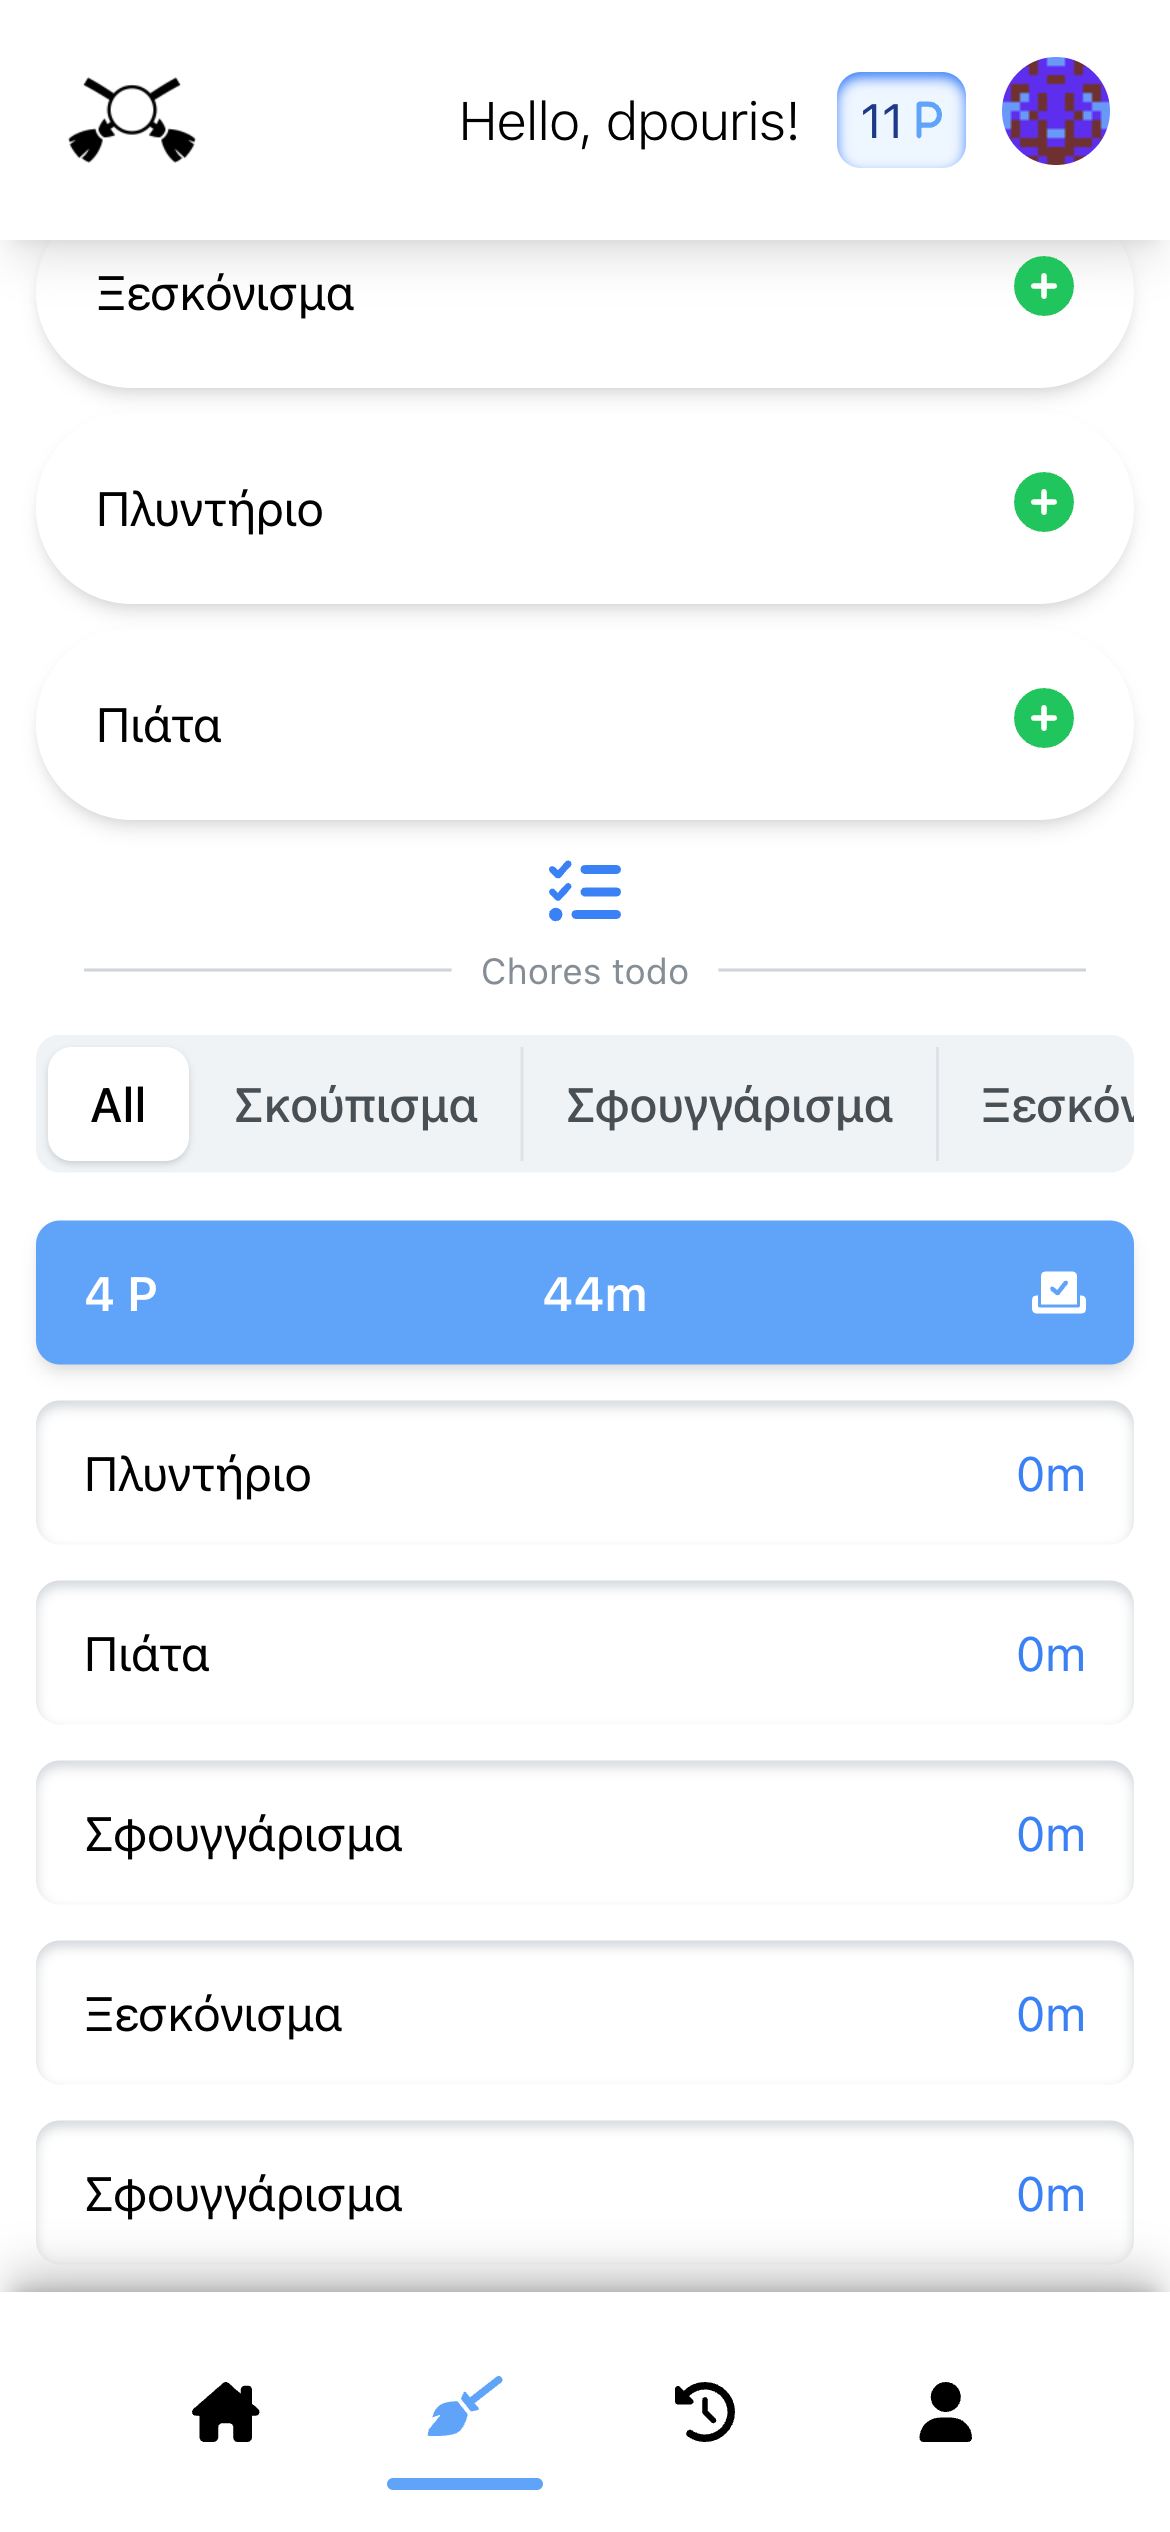 Hello, dpouris!
11 P
Ξεσκόνισμα
Πλυντήριο
Πιάτα
Chores todo
All Σκούπισμα Σφουγγάρισμα Ξεσκόν
4 P 44m
Πλυντήριο 0m
Πιάτα 0m
Σφουγγάρισμα 0m
Ξεσκόνισμα 0m
Σφουγγάρισμα 0m